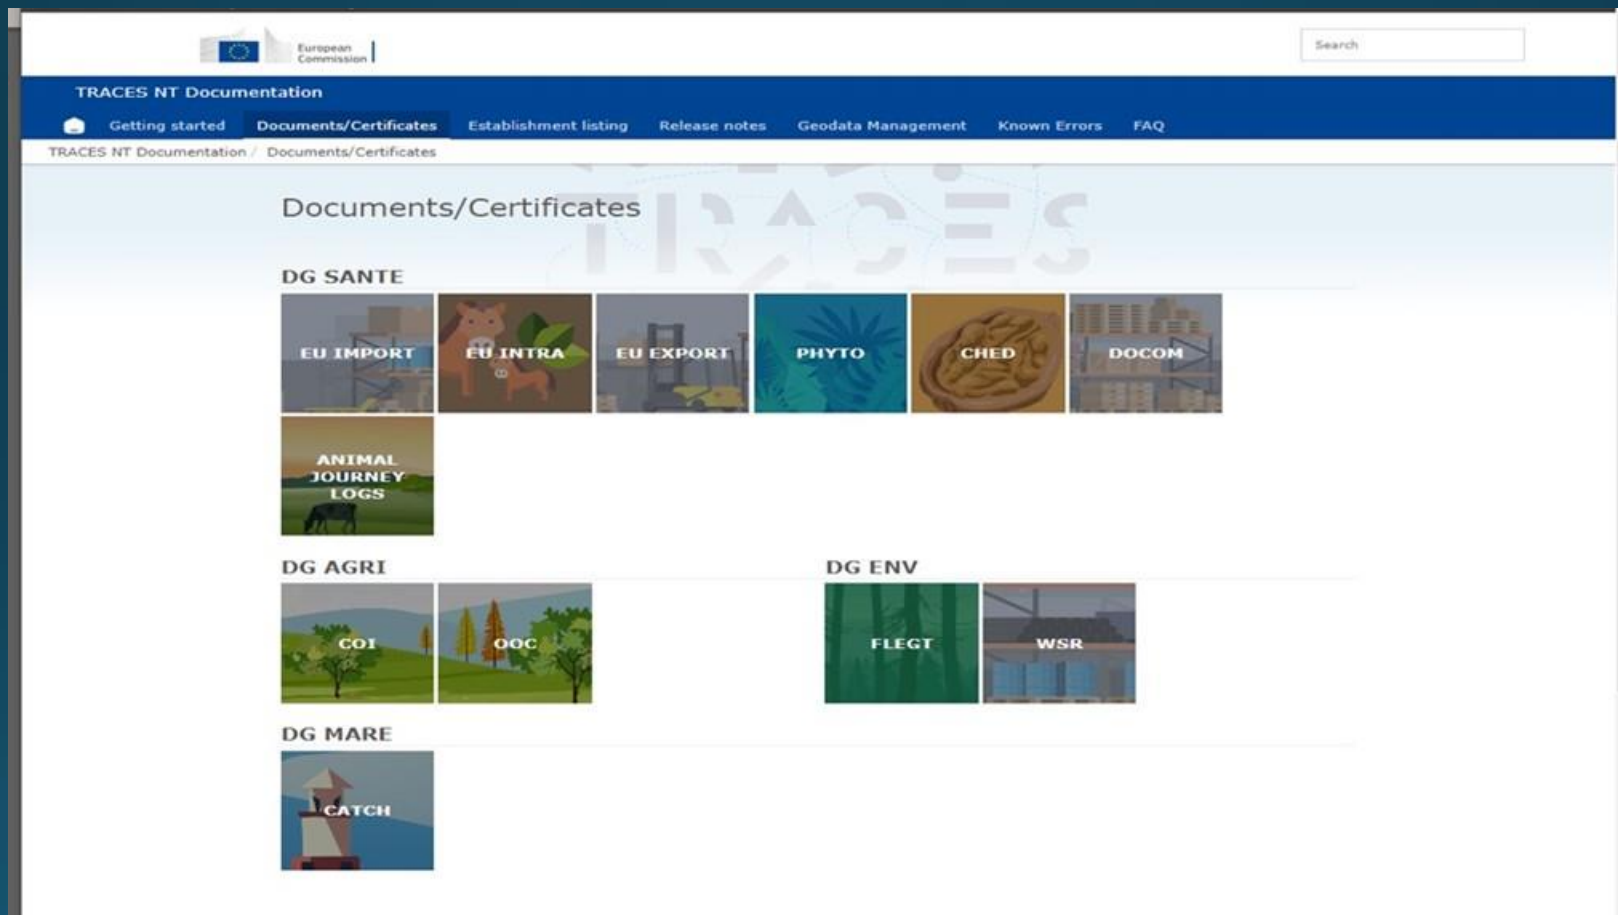 European
Commission
Search
TRACES NT Documentation
Getting started Documents/Certificates Establishment listing Release notes Geodata Management Known Errors FAQ
TRACES NT Documentation / Documents/Certificates
TRACES
Documents/Certificates
DG SANTE
EU IMPORT EU INTRA EU EXPORT PHYTO CHED DOCOM
ANIMAL
JOURNEY
LOGS
DG AGRI DG ENV
COI OOC FLEGT WSR
DG MARE
CATCH